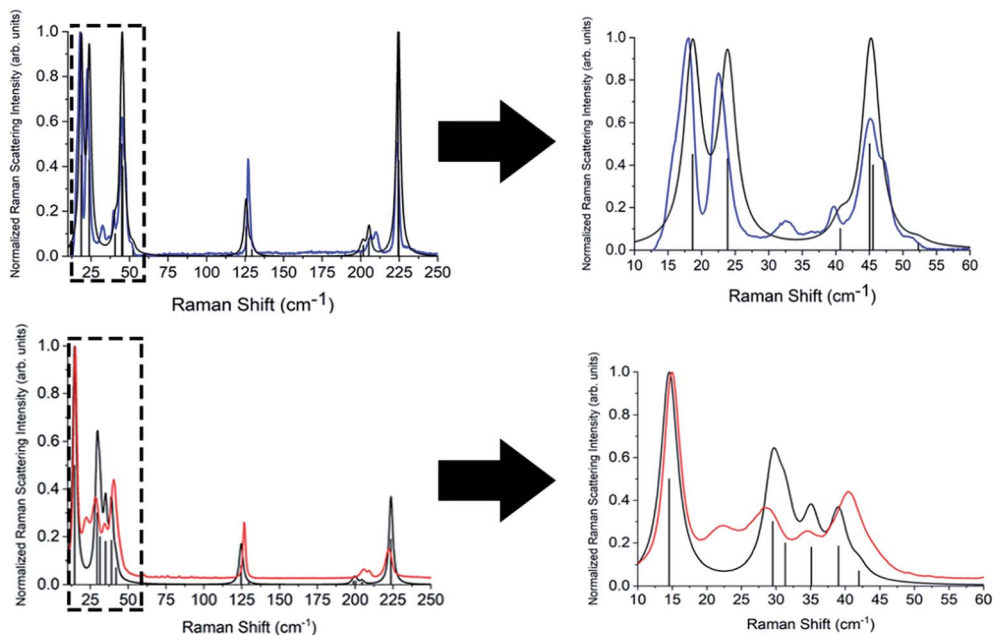 Normalized Raman Scattering Intensity (arb. units)
1.0
0.8
0.6
0.4
0.2
0.0
25 50 75 100 125 150 175 200 225 250
Raman Shift (cm-1)
Normalized Raman Scattering Intensity (arb. units)
1.0
0.8
0.6
0.4
0.2
0.0
10 15 20 25 30 35 40 45 50 55 60
Raman Shift (cm-1)
Normalized Raman Scattering Intensity (arb. units)
1.0
0.8
0.6
0.4
0.2
0.0
25 50 75 100 125 150 175 200 225 250
Raman Shift (cm-1)
Normalized Raman Scattering Intensity (arb. units)
1.0
0.8
0.6
0.4
0.2
0.0
10 15 20 25 30 35 40 45 50 55 60
Raman Shift (cm-1)